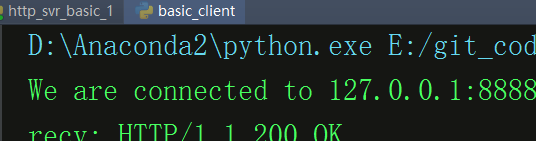 http_svr_basic_1 basic_client
D:\Anaconda2\python.exe E:/git_cod
We are connected to 127.0.0.1:8888
recv: HTTP/1.1 200 OK